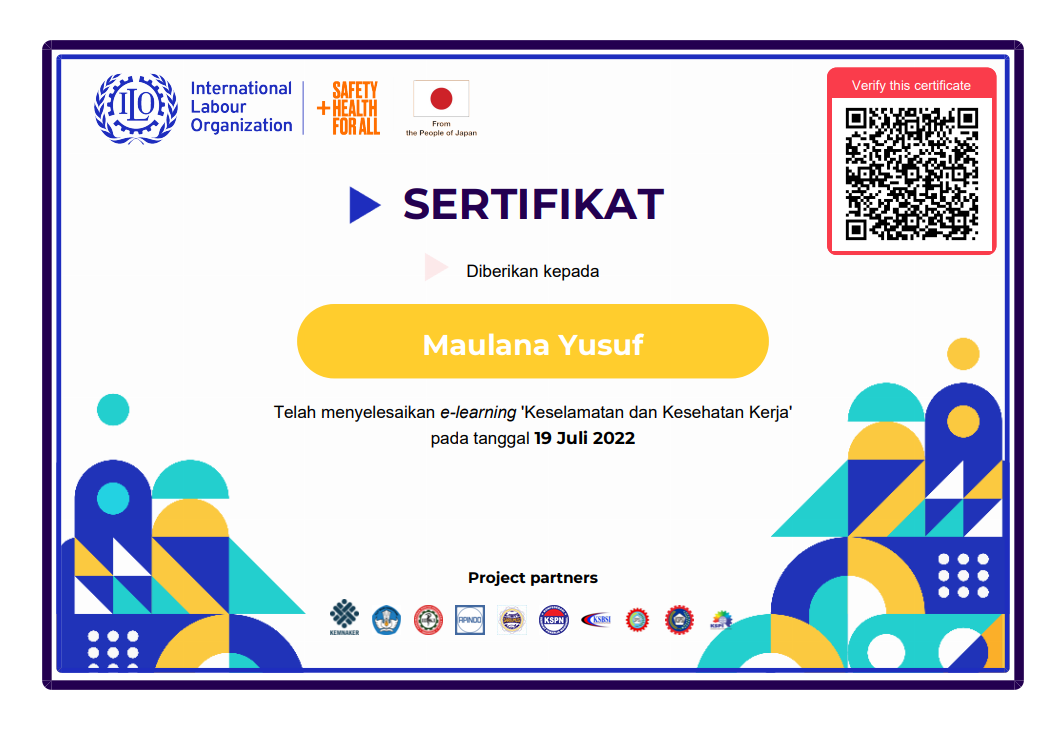 Verify this certificate
ILO
International
Labour
Organization
SAFETY
+HEALTH
FOR ALL
From
the People of Japan
SERTIFIKAT
Diberikan kepada
Maulana Yusuf
Telah menyelesaikan e-learning 'Keselamatan dan Kesehatan Kerja'
pada tanggal 19 Juli 2022
Project partners
KEMNAKER
APINDO
KSPN
KSBSI
KSPI